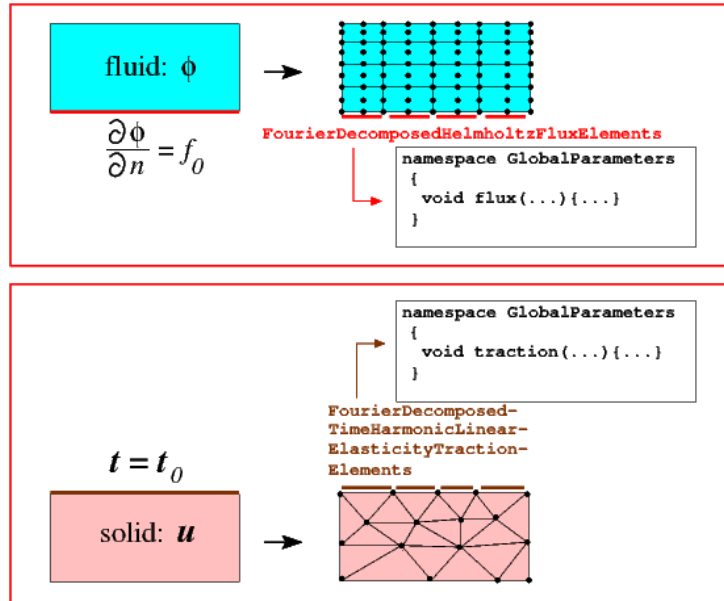 fluid: ϕ
∂ϕ
∂n
= f0
FourierDecomposedHelmholtzFluxElements
namespace GlobalParameters
{
void flux(...){...}
}
namespace GlobalParameters
{
void traction(...){...}
}
FourierDecomposed-
TimeHarmonicLinear-
ElasticityTraction-
Elements
t = t0
solid: u